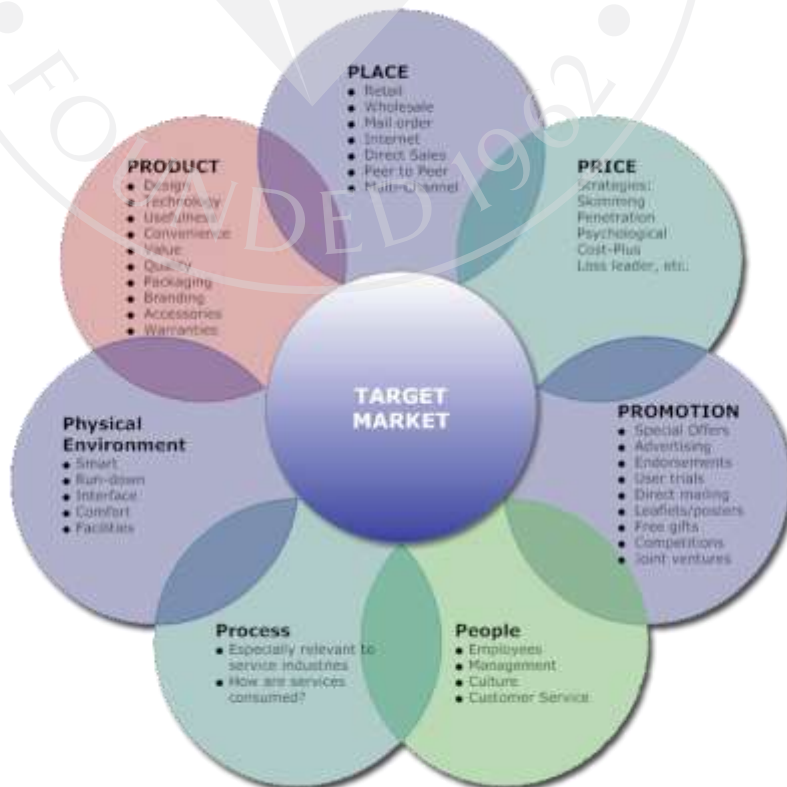 PLACE
• Retail
• Wholesale
• Mail order
• Internet
• Direct Sales
• Peer to Peer
• Multi-Channel
PRODUCT
• Design
• Technology
• Usefulness
• Convenience
• Value
• Quality
• Packaging
• Branding
• Accessories
• Warranties
PRICE
Strategies:
Skimming
Penetration
Psychological
Cost-Plus
Loss leader, etc.
TARGET
MARKET
Physical
Environment
• Smart
• Run-down
• Interface
• Comfort
• Facilities
PROMOTION
• Special Offers
• Advertising
• Endorsements
• User trials
• Direct mailing
• Leaflets/posters
• Free gifts
• Competitions
• Joint ventures
Process
• Especially relevant to
service industries
• How are services
consumed?
People
• Employees
• Management
• Culture
• Customer Service
FOUNDED 1962